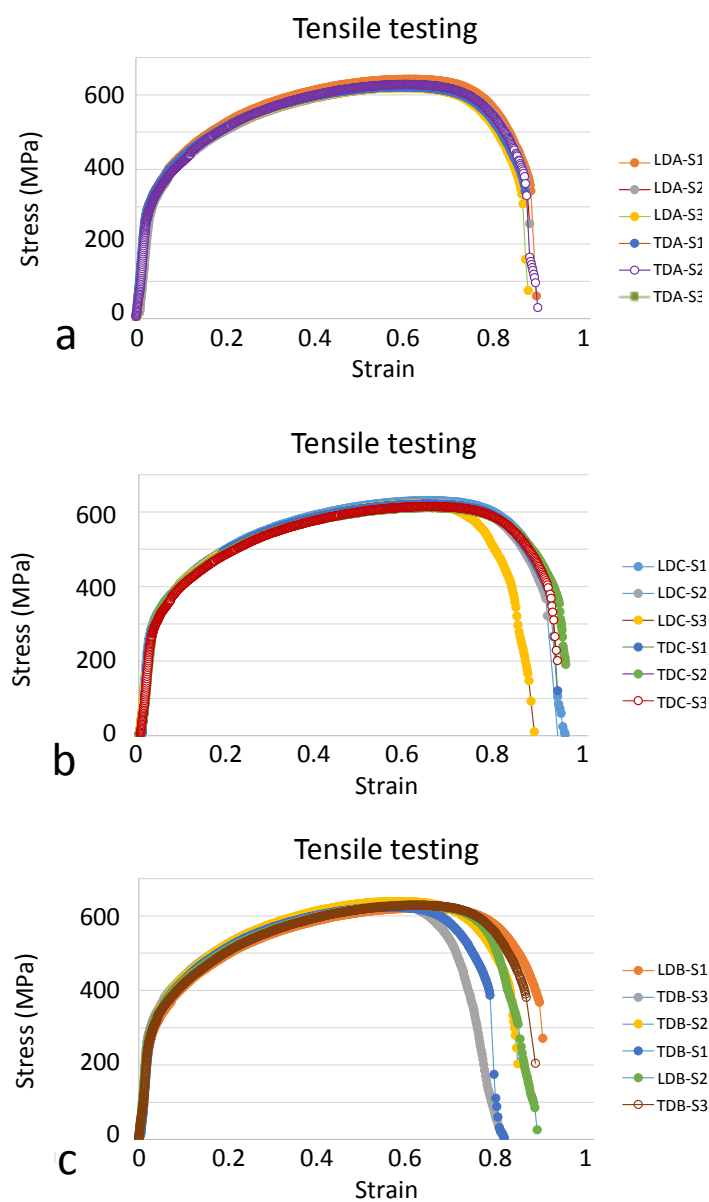 Tensile testing
600
400
200
0
Stress (MPa)
0 0.2 0.4 0.6 0.8 1
Strain
a
LDA-S1
LDA-S2
LDA-S3
TDA-S1
TDA-S2
TDA-S3
Tensile testing
600
400
200
0
Stress (MPa)
0 0.2 0.4 0.6 0.8 1
Strain
b
LDC-S1
LDC-S2
LDC-S3
TDC-S1
TDC-S2
TDC-S3
Tensile testing
600
400
200
0
Stress (MPa)
0 0.2 0.4 0.6 0.8 1
Strain
c
LDB-S1
TDB-S3
TDB-S2
TDB-S1
LDB-S2
TDB-S3